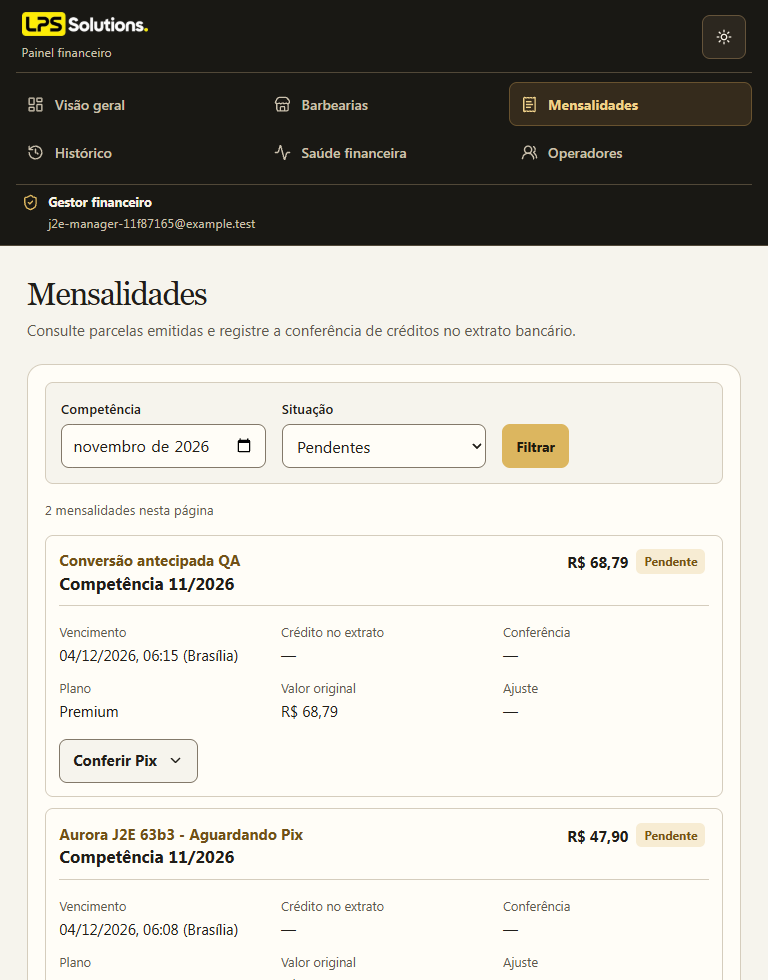 LPS Solutions.
Painel financeiro
Visão geral
Barbearias
Mensalidades
Histórico
Saúde financeira
Operadores
Gestor financeiro
j2e-manager-11f87165@example.test
Mensalidades
Consulte parcelas emitidas e registre a conferência de créditos no extrato bancário.
Competência
Situação
novembro de 2026
Pendentes
Filtrar
2 mensalidades nesta página
Conversão antecipada QA
Competência 11/2026
R$ 68,79
Pendente
Vencimento
Crédito no extrato
Conferência
04/12/2026, 06:15 (Brasília)
—
—
Plano
Valor original
Ajuste
Premium
R$ 68,79
—
Conferir Pix
Aurora J2E 63b3 - Aguardando Pix
Competência 11/2026
R$ 47,90
Pendente
Vencimento
Crédito no extrato
Conferência
04/12/2026, 06:08 (Brasília)
—
—
Plano
Valor original
Ajuste